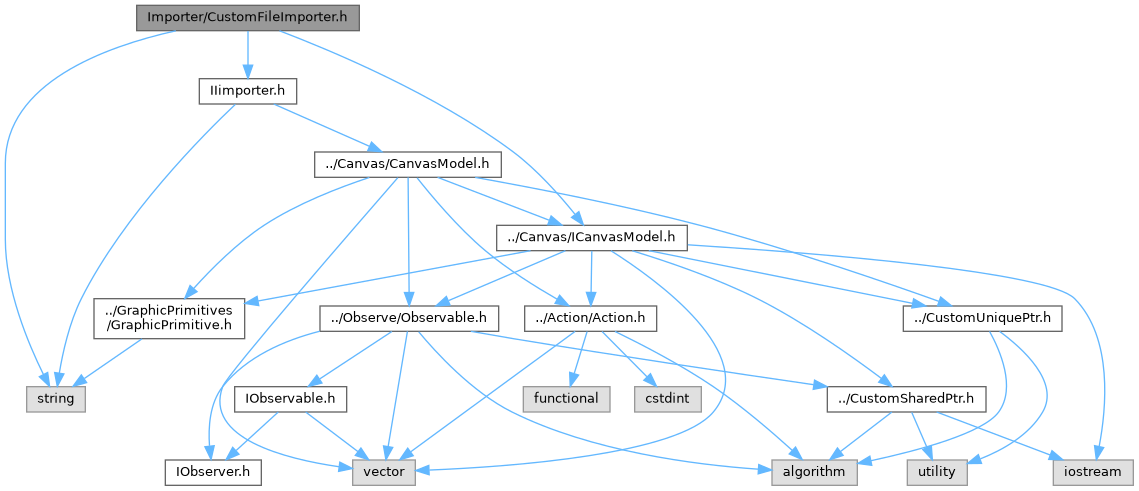 Importer/CustomFileImporter.h
IIimporter.h
../Canvas/CanvasModel.h
../Canvas/ICanvasModel.h
../GraphicPrimitives
/GraphicPrimitive.h
../Observe/Observable.h
../Action/Action.h
../CustomUniquePtr.h
string
IObservable.h
functional
cstdint
../CustomSharedPtr.h
IObserver.h
vector
algorithm
utility
iostream